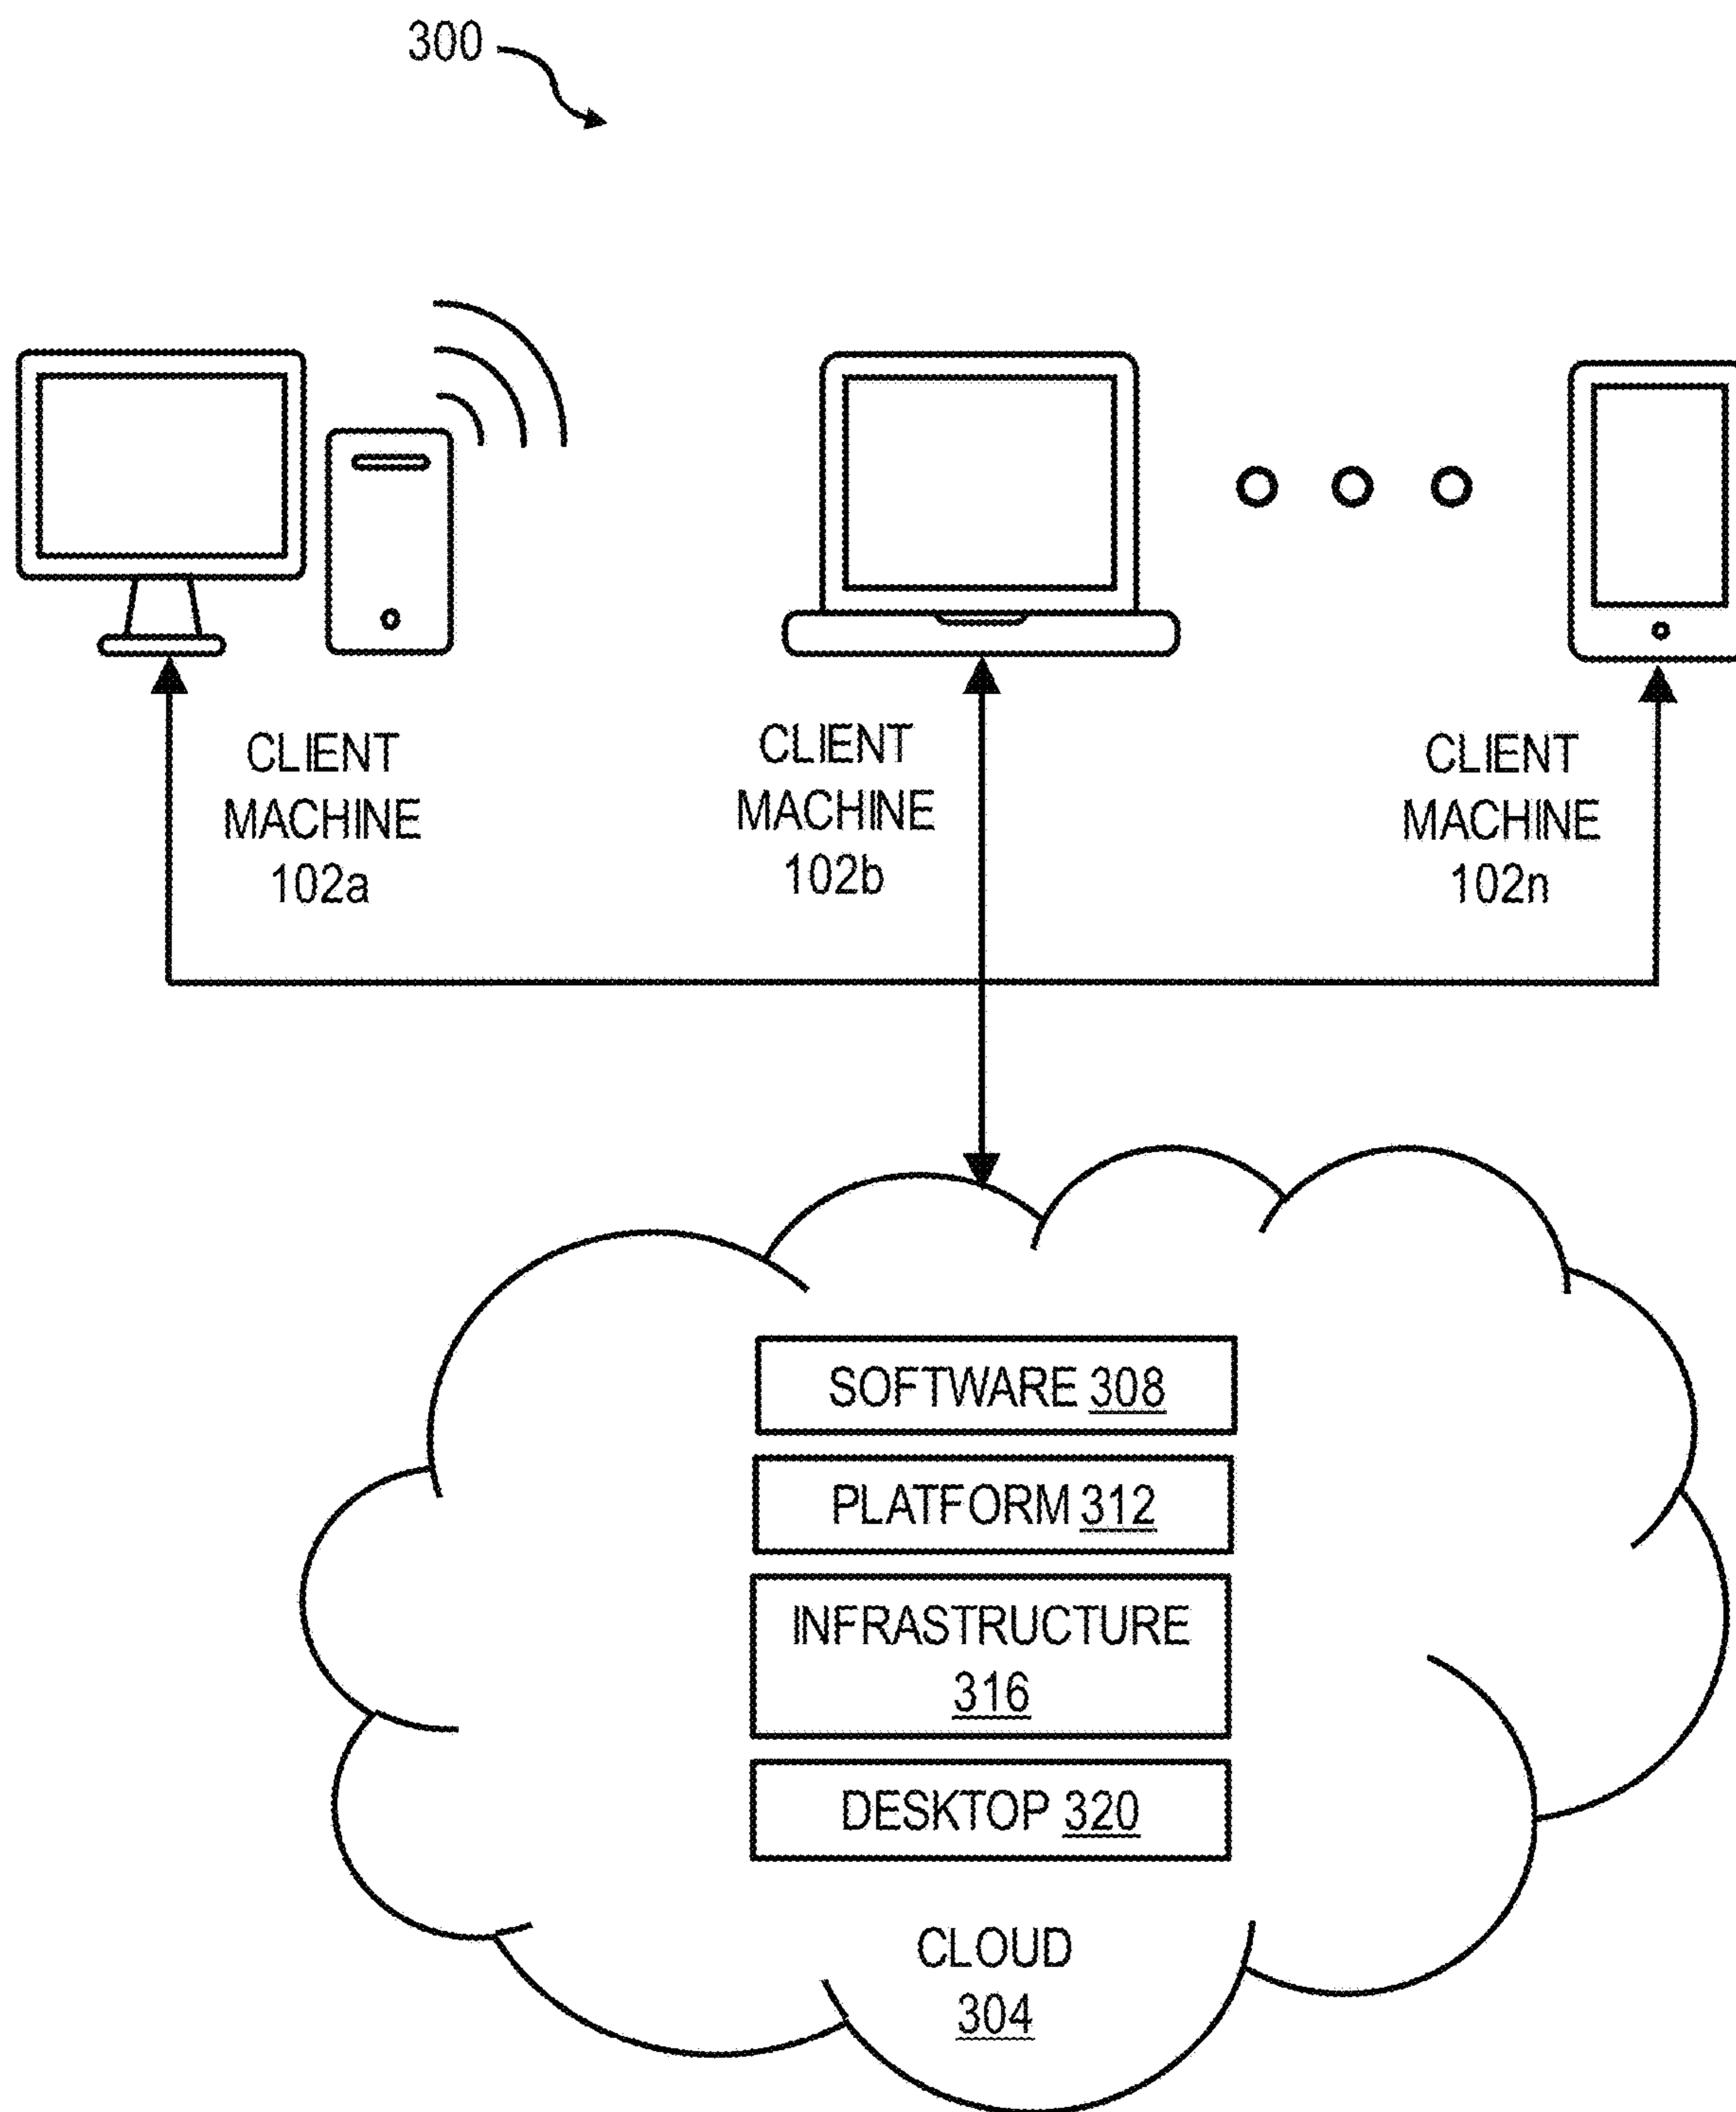 300
CLIENT
MACHINE
102a
CLIENT
MACHINE
102b
CLIENT
MACHINE
102n
SOFTWARE 308
PLATFORM 312
INFRASTRUCTURE
316
DESKTOP 320
CLOUD
304